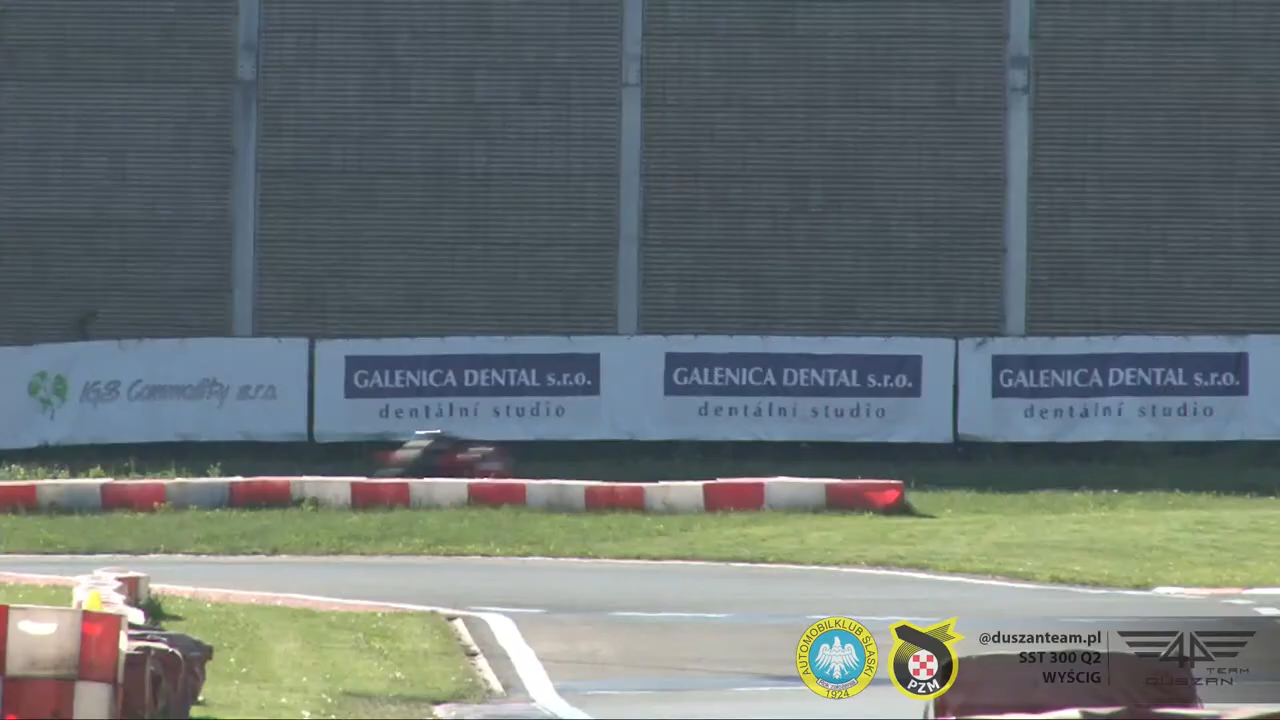 IGB Commodity s.r.o.
GALENICA DENTAL s.r.o.
dentální studio
GALENICA DENTAL s.r.o.
dentální studio
GALENICA DENTAL s.r.o.
dentální studio
AUTOMOBILKLUB ŚLĄSKI
1924
PZM
@duszanteam.pl
SST 300 Q2
WYŚCIG
TEAM
DUSZAN